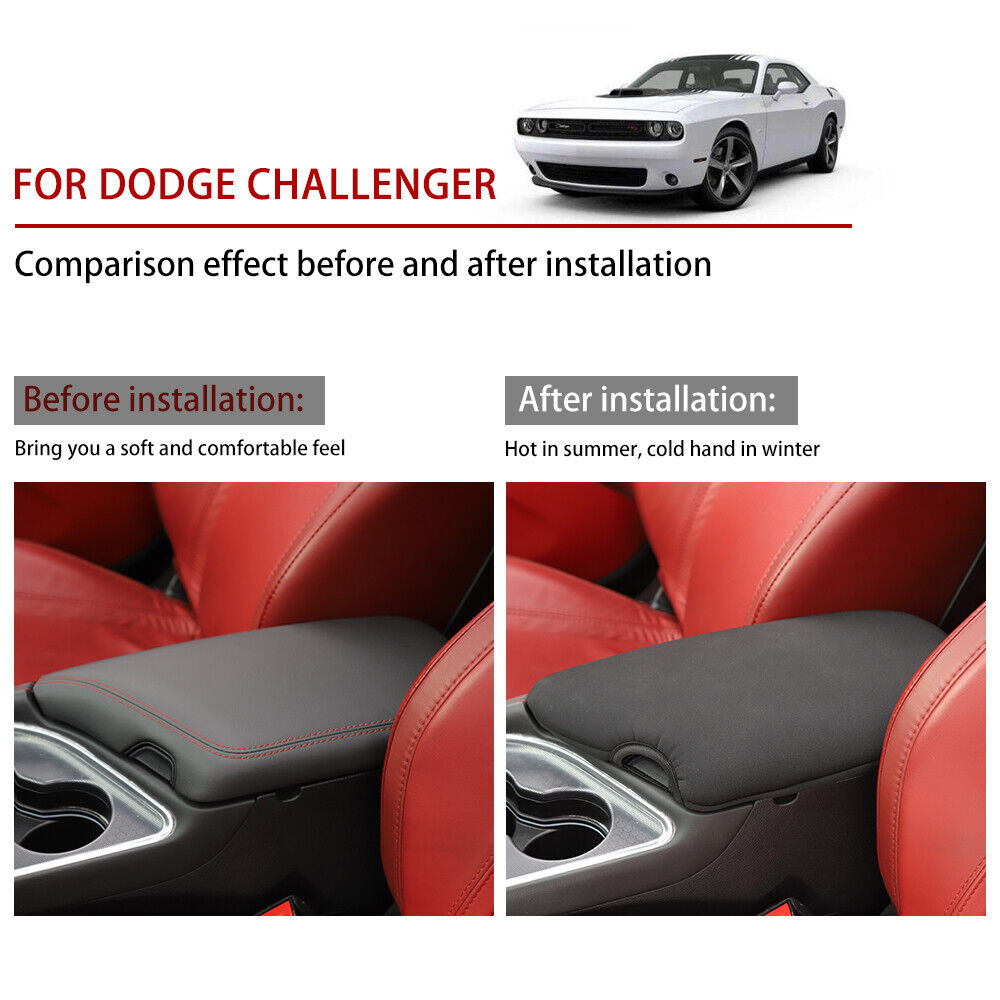 FOR DODGE CHALLENGER
Comparison effect before and after installation
Before installation:
After installation:
Bring you a soft and comfortable feel
Hot in summer, cold hand in winter